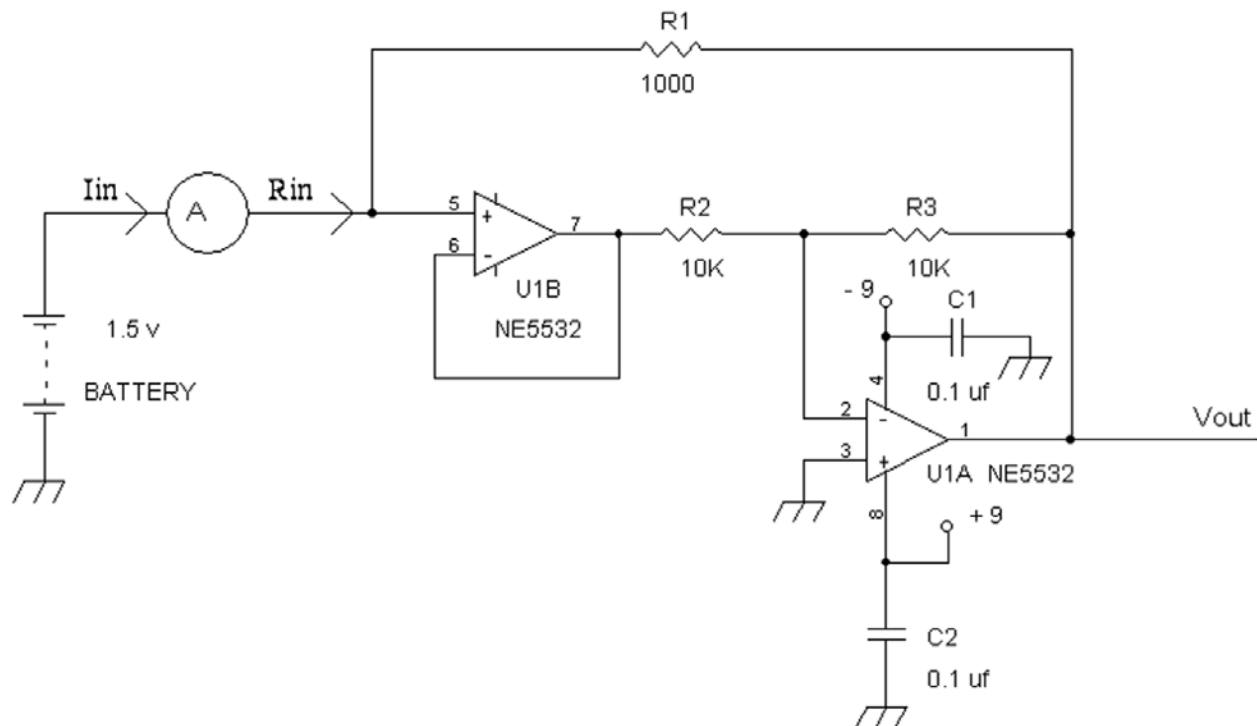 R1
1000
Iin
A
Rin
5
+
6
-
7
U1B
NE5532
R2
10K
R3
10K
1.5 v
BATTERY
- 9
C1
4
0.1 uf
2
-
3
+
1
U1A NE5532
Vout
8
+ 9
C2
0.1 uf